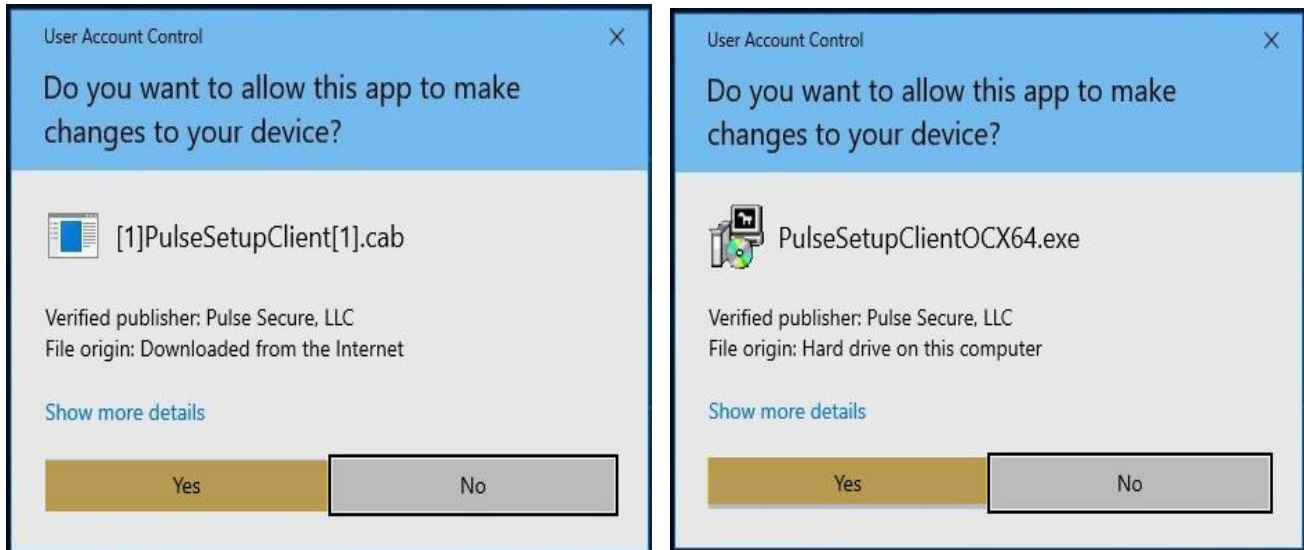 User Account Control
Do you want to allow this app to make
changes to your device?
[1]PulseSetupClient[1].cab
Verified publisher: Pulse Secure, LLC
File origin: Downloaded from the Internet
Show more details
Yes
No
User Account Control
Do you want to allow this app to make
changes to your device?
PulseSetupClientOCX64.exe
Verified publisher: Pulse Secure, LLC
File origin: Hard drive on this computer
Show more details
Yes
No